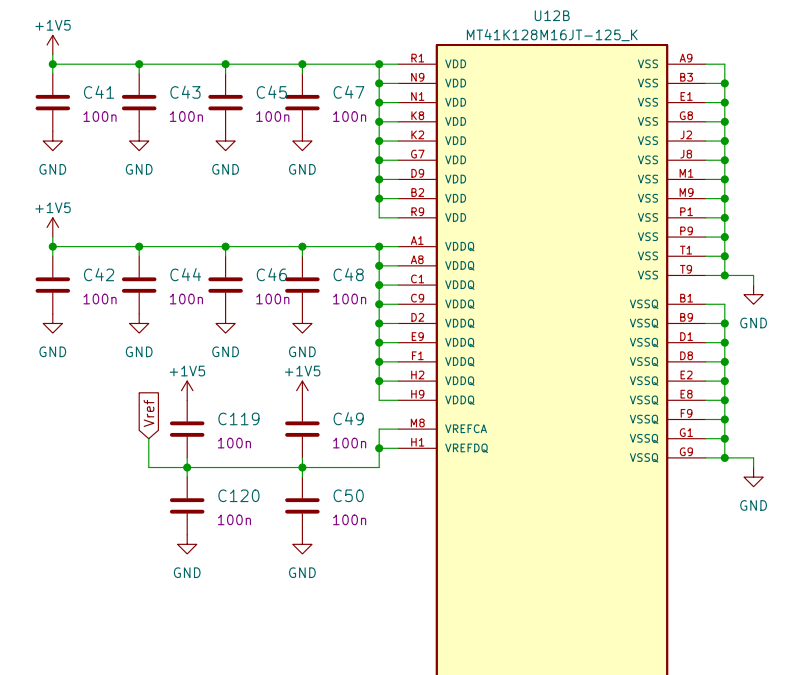 U12B
MT41K128M16JT-125_K
+1V5
C41
100n
GND
C43
100n
GND
C45
100n
GND
C47
100n
GND
R1 VDD
N9 VDD
N1 VDD
K8 VDD
K2 VDD
G7 VDD
D9 VDD
B2 VDD
R9 VDD
+1V5
C42
100n
GND
C44
100n
GND
C46
100n
GND
C48
100n
GND
A1 VDDQ
A8 VDDQ
C1 VDDQ
C9 VDDQ
D2 VDDQ
E9 VDDQ
F1 VDDQ
H2 VDDQ
H9 VDDQ
Vref
+1V5
C119
100n
+1V5
C49
100n
M8 VREFCA
H1 VREFDQ
C120
100n
GND
C50
100n
GND
VSS A9
VSS B3
VSS E1
VSS G8
VSS J2
VSS J8
VSS M1
VSS M9
VSS P1
VSS P9
VSS T1
VSS T9
GND
VSSQ B1
VSSQ B9
VSSQ D1
VSSQ D8
VSSQ E2
VSSQ E8
VSSQ F9
VSSQ G1
VSSQ G9
GND